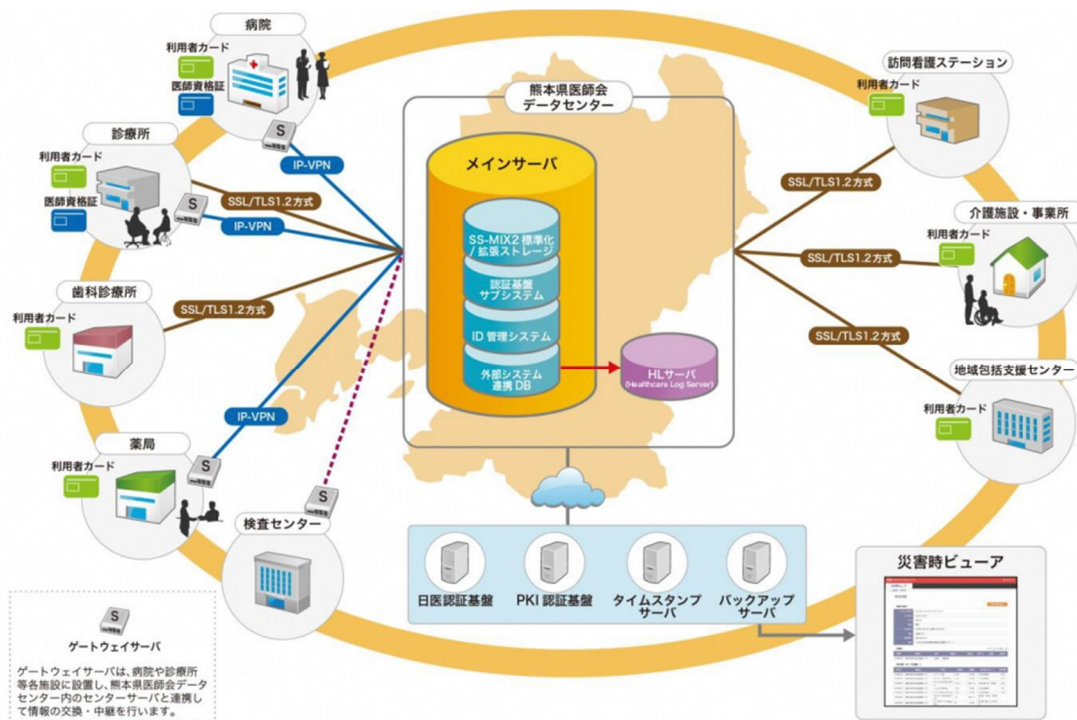 病院
利用者カード
医師資格証
S
IP-VPN
診療所
利用者カード
医師資格証
S
SSL/TLS1.2方式
IP-VPN
歯科診療所
利用者カード
SSL/TLS1.2方式
薬局
利用者カード
S
IP-VPN
検査センター
S
熊本県医師会
データセンター
メインサーバ
SS-MIX2 標準化
/ 拡張ストレージ
認証基盤
サブシステム
ID 管理システム
外部システム
連携 DB
HLサーバ
(Healthcare Log Server)
訪問看護ステーション
利用者カード
SSL/TLS1.2方式
介護施設・事業所
利用者カード
SSL/TLS1.2方式
地域包括支援センター
利用者カード
SSL/TLS1.2方式
日医認証基盤
PKI 認証基盤
タイムスタンプ
サーバ
バックアップ
サーバ
災害時ビューア
S
ゲートウェイサーバ
ゲートウェイサーバは、病院や診療所
等各施設に設置し、熊本県医師会データ
センター内のセンターサーバと連携し
て情報の交換・中継を行います。